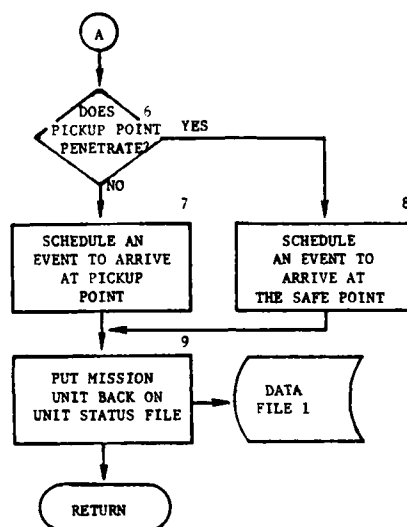 A
6
DOES
PICKUP POINT
PENETRATE?
YES
NO
7
SCHEDULE AN
EVENT TO ARRIVE
AT PICKUP
POINT
8
SCHEDULE
AN EVENT TO
ARRIVE AT
THE SAFE POINT
9
PUT MISSION
UNIT BACK ON
UNIT STATUS FILE
DATA
FILE 1
RETURN